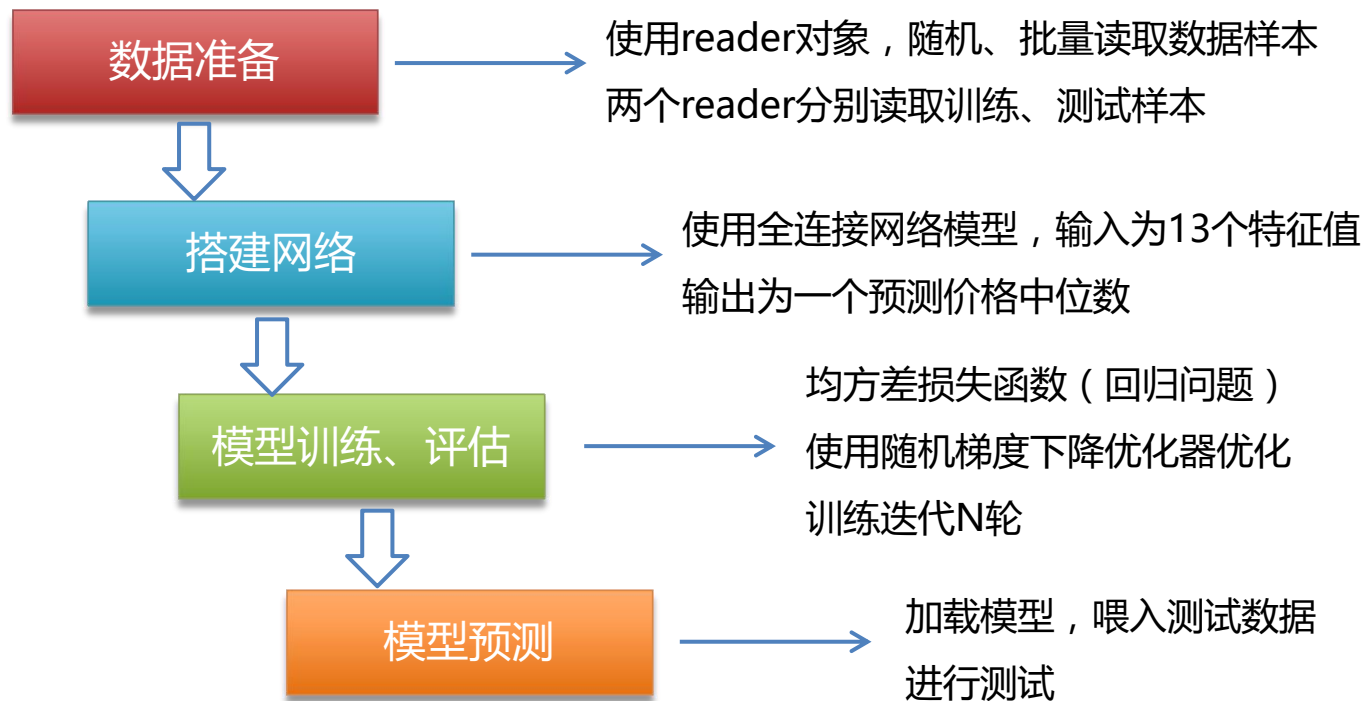 数据准备
使用reader对象，随机、批量读取数据样本
两个reader分别读取训练、测试样本
搭建网络
使用全连接网络模型，输入为13个特征值
输出为一个预测价格中位数
模型训练、评估
均方差损失函数（回归问题）
使用随机梯度下降优化器优化
训练迭代N轮
模型预测
加载模型，喂入测试数据
进行测试